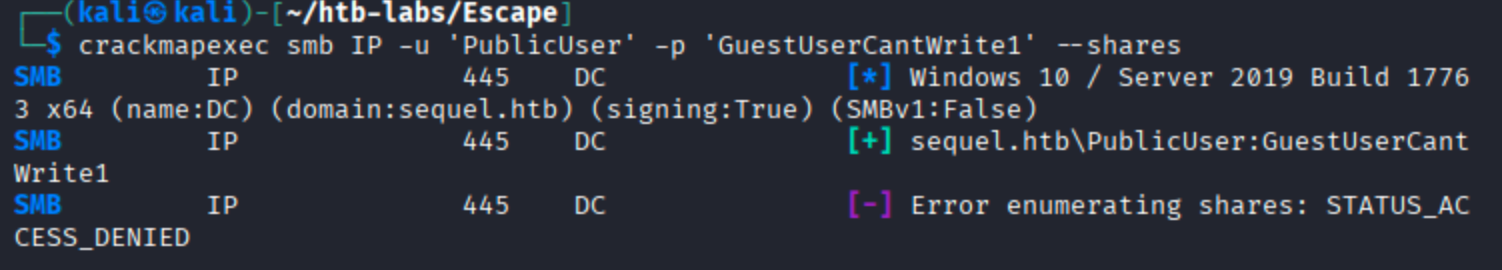 ┌──(kali㉿kali)-[~/htb-labs/Escape]
└─$ crackmapexec smb IP -u 'PublicUser' -p 'GuestUserCantWrite1' --shares
SMB         IP              445    DC               [*] Windows 10 / Server 2019 Build 1776
3 x64 (name:DC) (domain:sequel.htb) (signing:True) (SMBv1:False)
SMB         IP              445    DC               [+] sequel.htb\PublicUser:GuestUserCant
Write1
SMB         IP              445    DC               [-] Error enumerating shares: STATUS_AC
CESS_DENIED